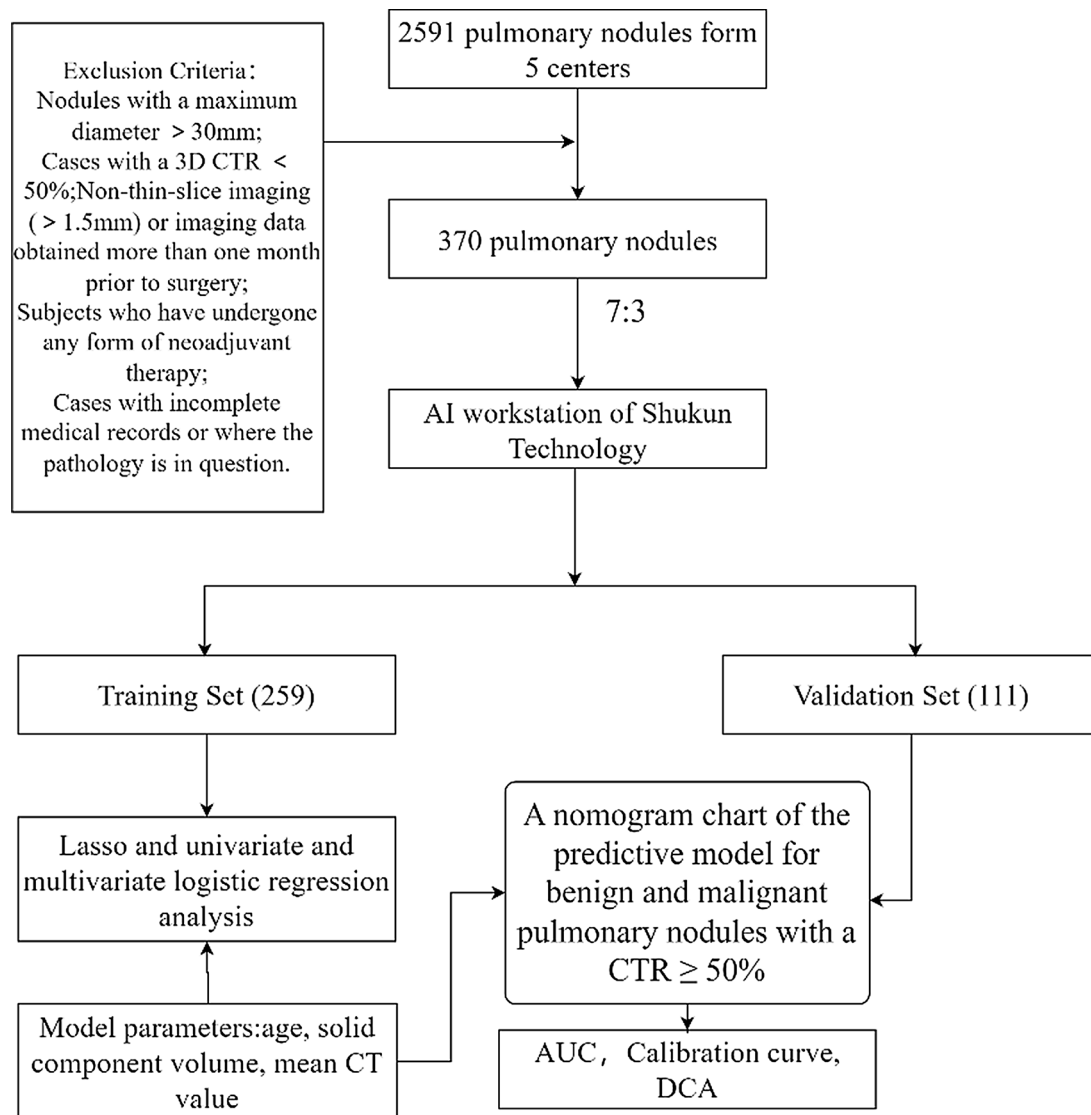 2591 pulmonary nodules form
5 centers
Exclusion Criteria:
Nodules with a maximum
diameter > 30mm;
Cases with a 3D CTR <
50%;Non-thin-slice imaging
( > 1.5mm) or imaging data
obtained more than one month
prior to surgery;
Subjects who have undergone
any form of neoadjuvant
therapy;
Cases with incomplete
medical records or where the
pathology is in question.
370 pulmonary nodules
7:3
AI workstation of Shukun
Technology
Training Set (259)
Validation Set (111)
Lasso and univariate and
multivariate logistic regression
analysis
A nomogram chart of the
predictive model for
benign and malignant
pulmonary nodules with a
CTR ≥ 50%
Model parameters:age, solid
component volume, mean CT
value
AUC, Calibration curve,
DCA